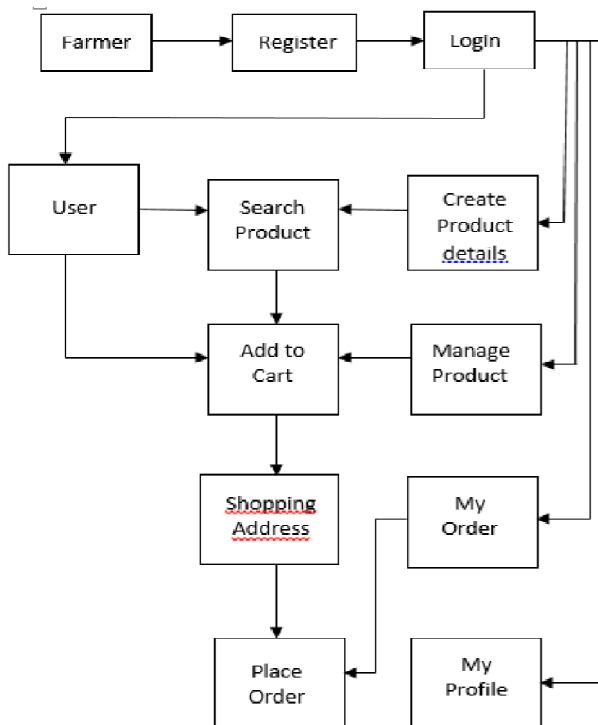 Farmer
Register
Login
User
Search
Product
Create
Product
details
Add to
Cart
Manage
Product
Shopping
Address
My
Order
Place
Order
My
Profile